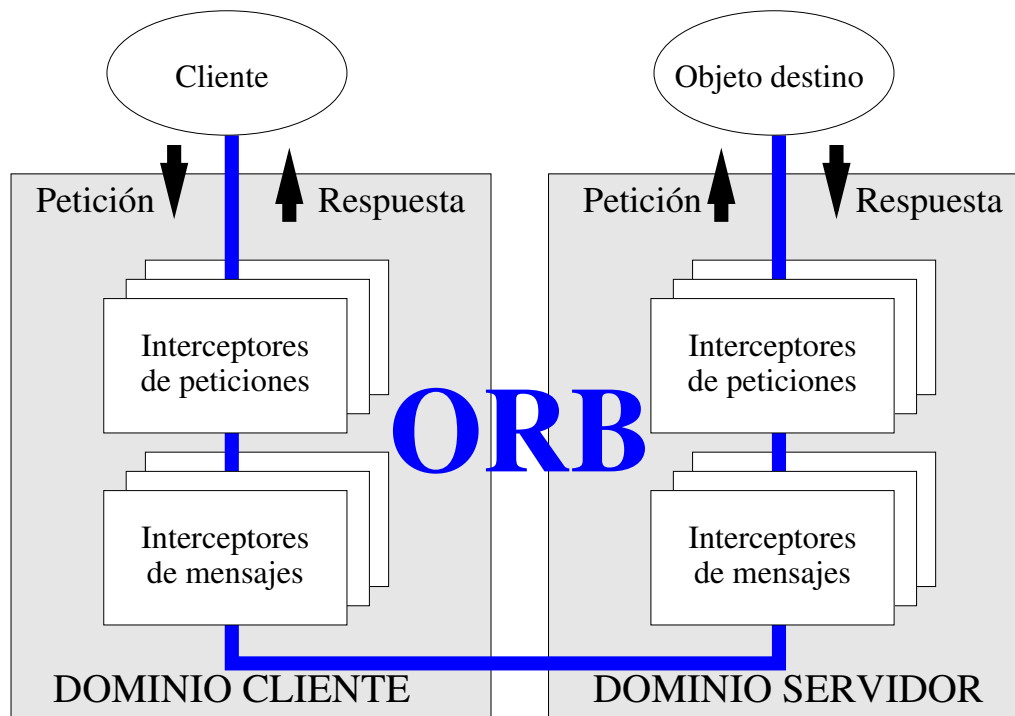 Cliente
Objeto destino
Petición
Respuesta
Petición
Respuesta
Interceptores
de peticiones
Interceptores
de peticiones
ORB
Interceptores
de mensajes
Interceptores
de mensajes
DOMINIO CLIENTE
DOMINIO SERVIDOR